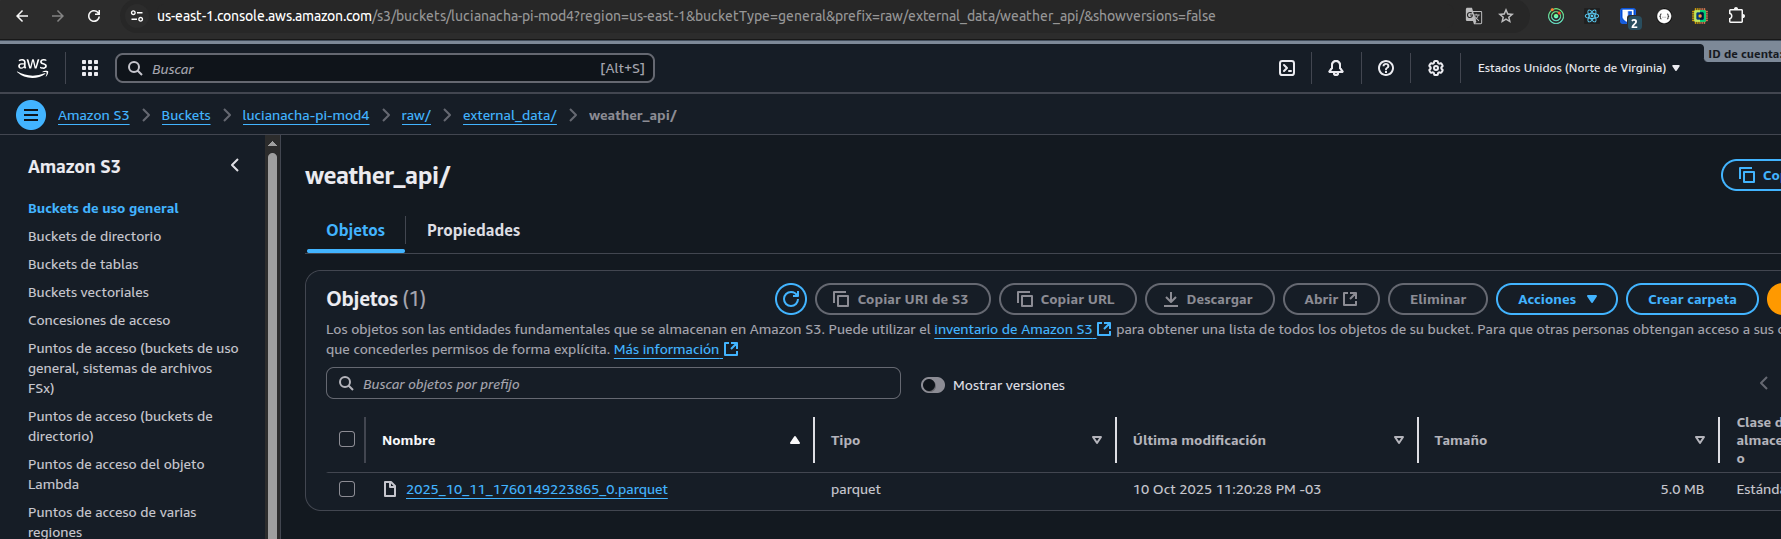 us-east-1.console.aws.amazon.com/s3/buckets/lucianacha-pi-mod4?region=us-east-1&bucketType=general&prefix=raw/external_data/weather_api/&showversions=false
2
ID de cuenta:
aws
Buscar
[Alt+S]
Estados Unidos (Norte de Virginia)
Amazon S3
Buckets
lucianacha-pi-mod4
raw/
external_data/
weather_api/
Amazon S3
Buckets de uso general
Buckets de directorio
Buckets de tablas
Buckets vectoriales
Concesiones de acceso
Puntos de acceso (buckets de uso
general, sistemas de archivos
FSx)
Puntos de acceso (buckets de
directorio)
Puntos de acceso del objeto
Lambda
Puntos de acceso de varias
regiones
weather_api/
Co
Objetos
Propiedades
Objetos (1)
Copiar URI de S3
Copiar URL
Descargar
Abrir
Eliminar
Acciones
Crear carpeta
Los objetos son las entidades fundamentales que se almacenan en Amazon S3. Puede utilizar el inventario de Amazon S3 para obtener una lista de todos los objetos de su bucket. Para que otras personas obtengan acceso a sus
que concederles permisos de forma explícita. Más información
Buscar objetos por prefijo
Mostrar versiones
Nombre
Tipo
Última modificación
Tamaño
Clase d
almace
o
2025_10_11_1760149223865_0.parquet
parquet
10 Oct 2025 11:20:28 PM -03
5.0 MB
Estánd